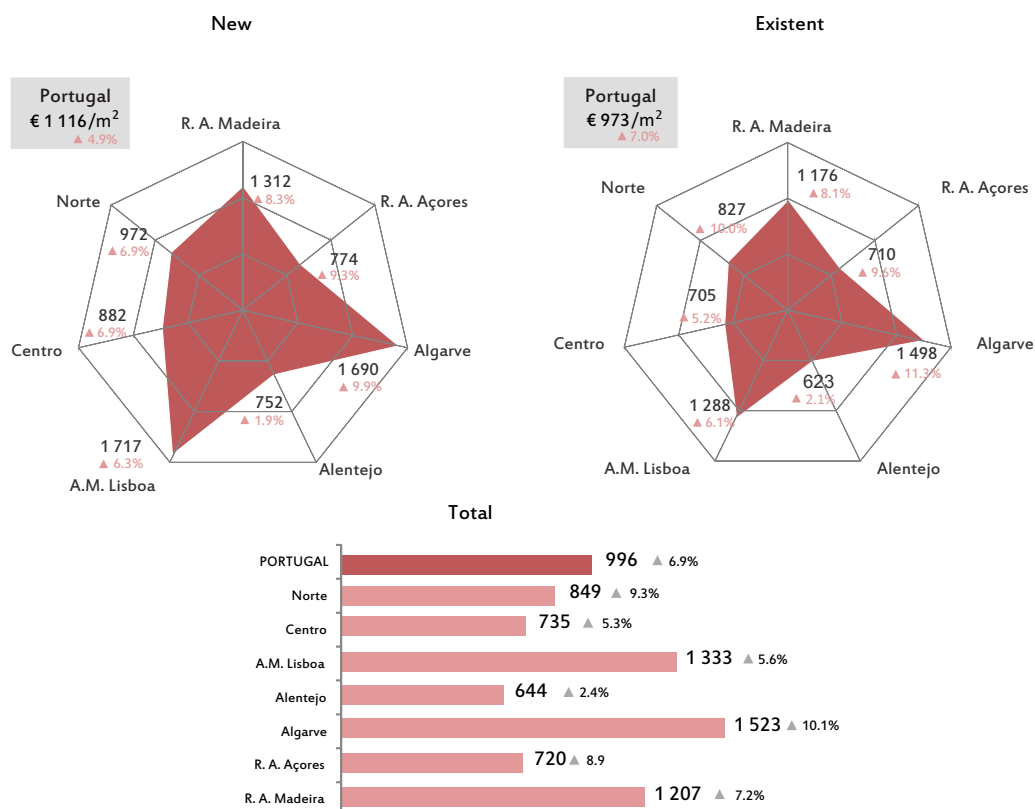 New
Portugal
€ 1 116/m²
▲ 4.9%
R. A. Madeira
1 312
▲ 8.3%
R. A. Açores
774
▲ 9.3%
Algarve
1 690
▲ 9.9%
Alentejo
752
▲ 1.9%
A.M. Lisboa
1 717
▲ 6.3%
Centro
882
▲ 6.9%
Norte
972
▲ 6.9%
Existent
Portugal
€ 973/m²
▲ 7.0%
R. A. Madeira
1 176
▲ 8.1%
R. A. Açores
710
▲ 9.6%
Algarve
1 498
▲ 11.3%
Alentejo
623
▲ 2.1%
A.M. Lisboa
1 288
▲ 6.1%
Centro
705
▲ 5.2%
Norte
827
▲ 10.0%
Total
PORTUGAL 996 ▲ 6.9%
Norte 849 ▲ 9.3%
Centro 735 ▲ 5.3%
A.M. Lisboa 1 333 ▲ 5.6%
Alentejo 644 ▲ 2.4%
Algarve 1 523 ▲ 10.1%
R. A. Açores 720 ▲ 8.9
R. A. Madeira 1 207 ▲ 7.2%